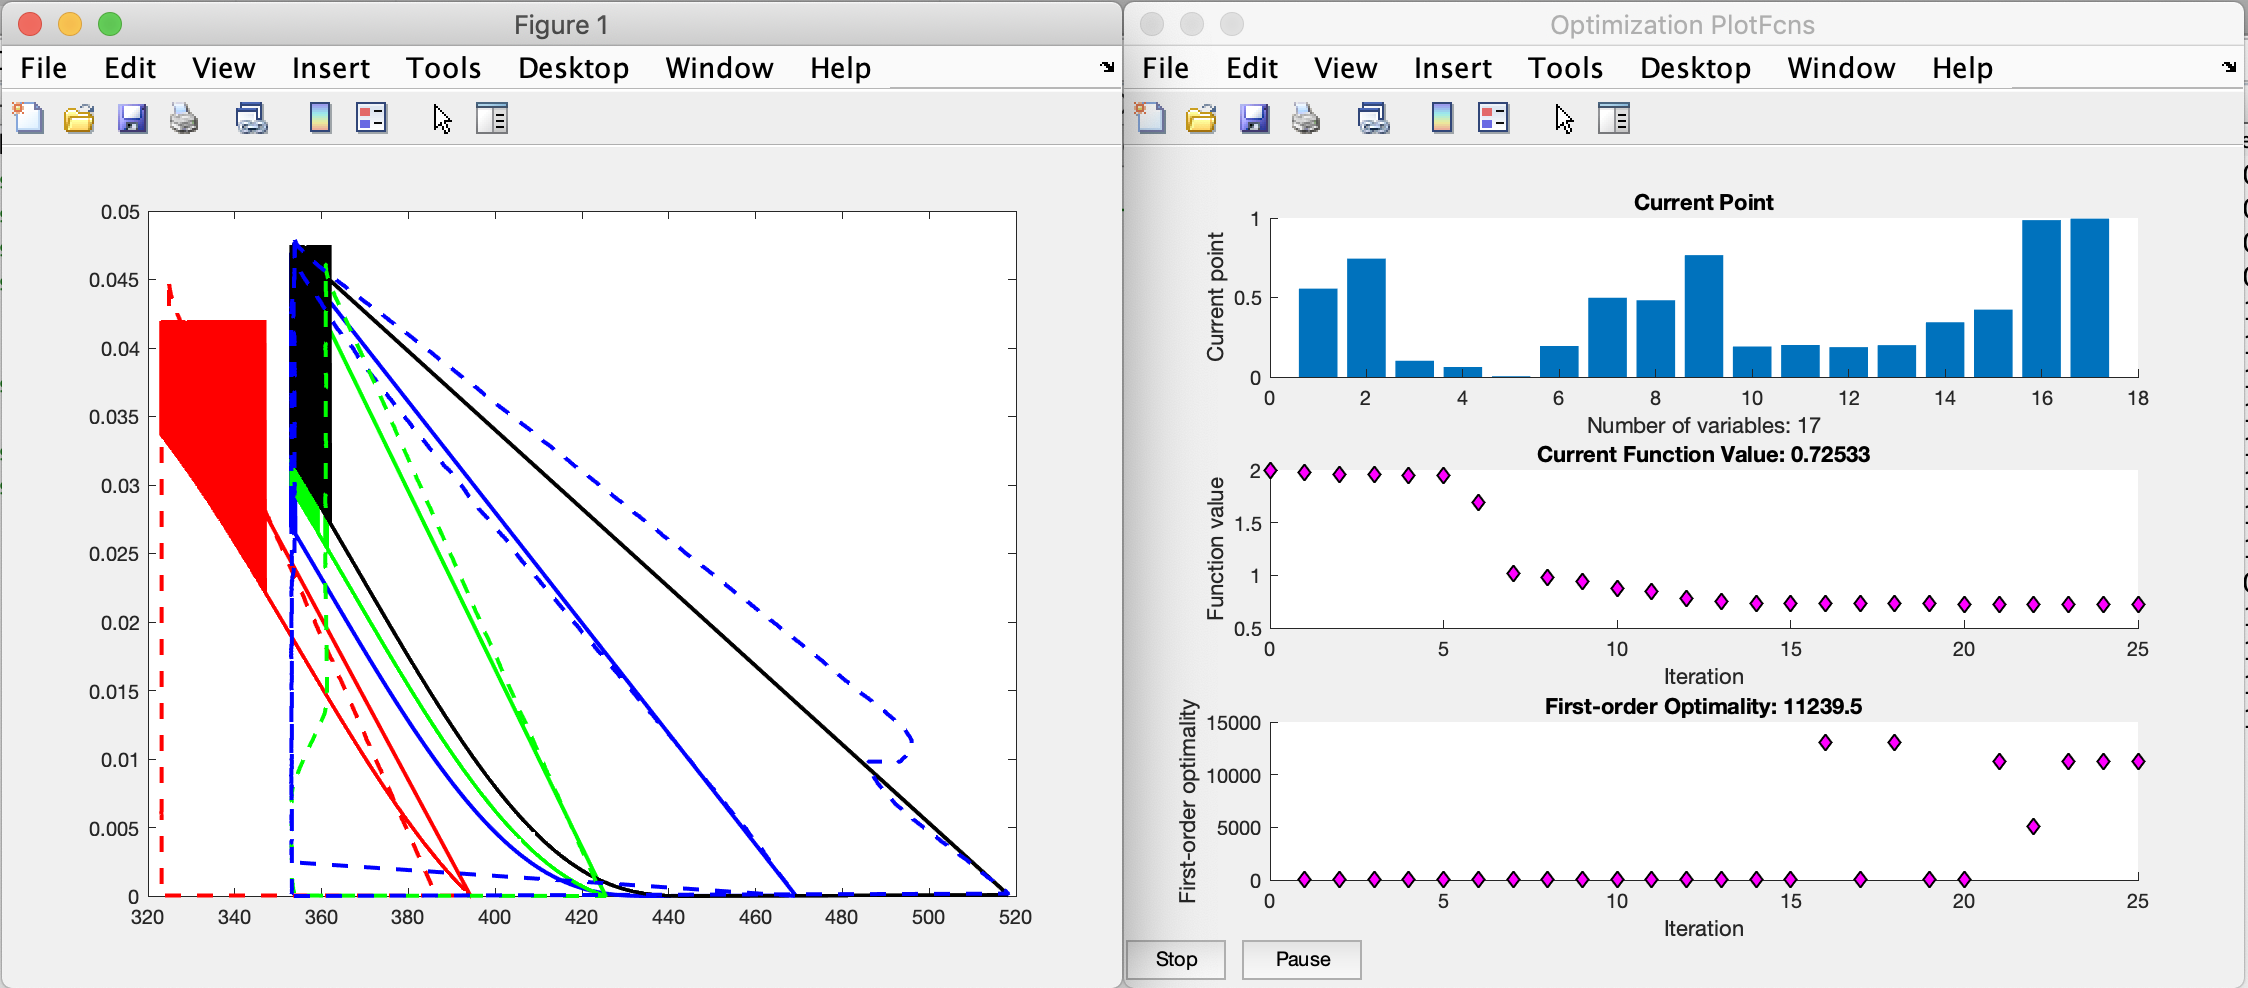 Figure 1
File Edit View Insert Tools Desktop Window Help
0.05
0.045
0.04
0.035
0.03
0.025
0.02
0.015
0.01
0.005
0
320 340 360 380 400 420 440 460 480 500 520
Optimization PlotFcns
File Edit View Insert Tools Desktop Window Help
Current Point
Current point
1
0.5
0
0 2 4 6 8 10 12 14 16 18
Number of variables: 17
Current Function Value: 0.72533
Function value
2
1.5
1
0.5
0 5 10 15 20 25
Iteration
First-order Optimality: 11239.5
First-order optimality
15000
10000
5000
0
0 5 10 15 20 25
Iteration
Stop Pause